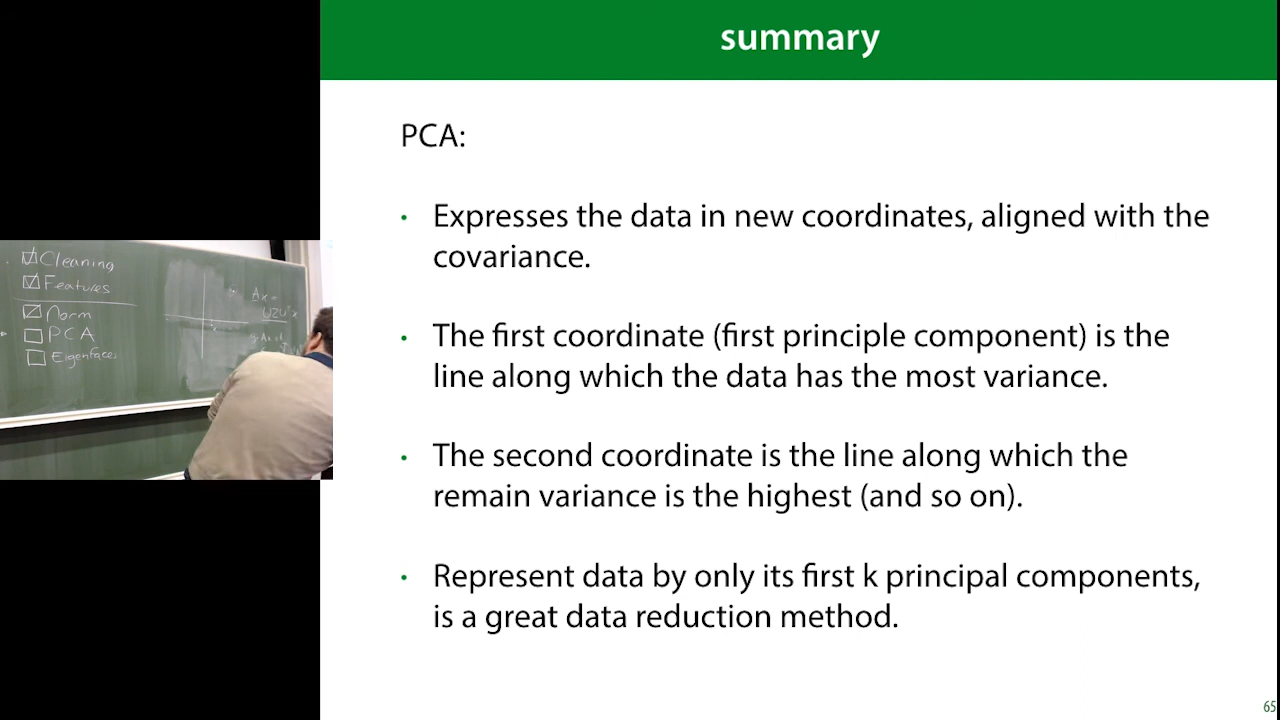 summary
PCA:
• Expresses the data in new coordinates, aligned with the
covariance.
• The first coordinate (first principle component) is the
line along which the data has the most variance.
• The second coordinate is the line along which the
remain variance is the highest (and so on).
• Represent data by only its first k principal components,
is a great data reduction method.
65
Cleaning
Features
Norm
PCA
Eigenfaces
Ax =